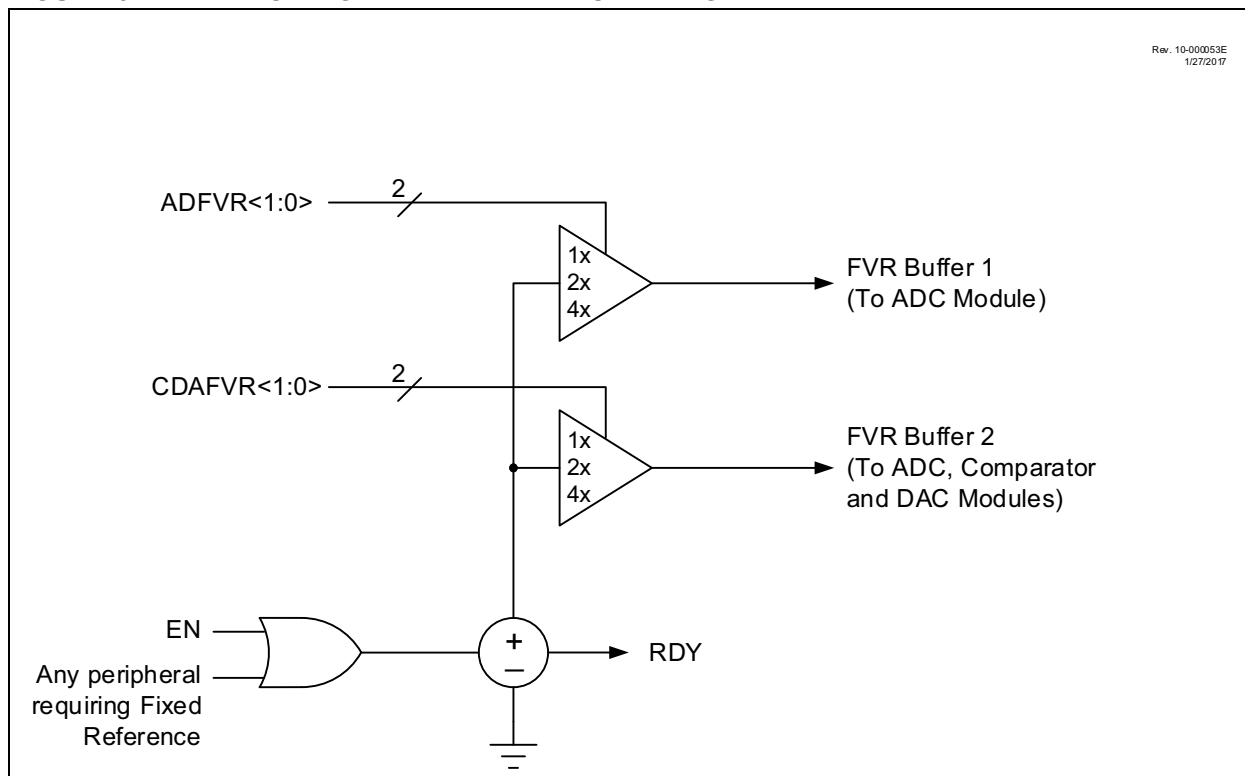 Rev. 10-000053E
1/27/2017
ADFVR<1:0>
2
1x
2x
4x
FVR Buffer 1
(To ADC Module)
CDAFVR<1:0>
2
1x
2x
4x
FVR Buffer 2
(To ADC, Comparator
and DAC Modules)
EN
Any peripheral
requiring Fixed
Reference
+
−
RDY